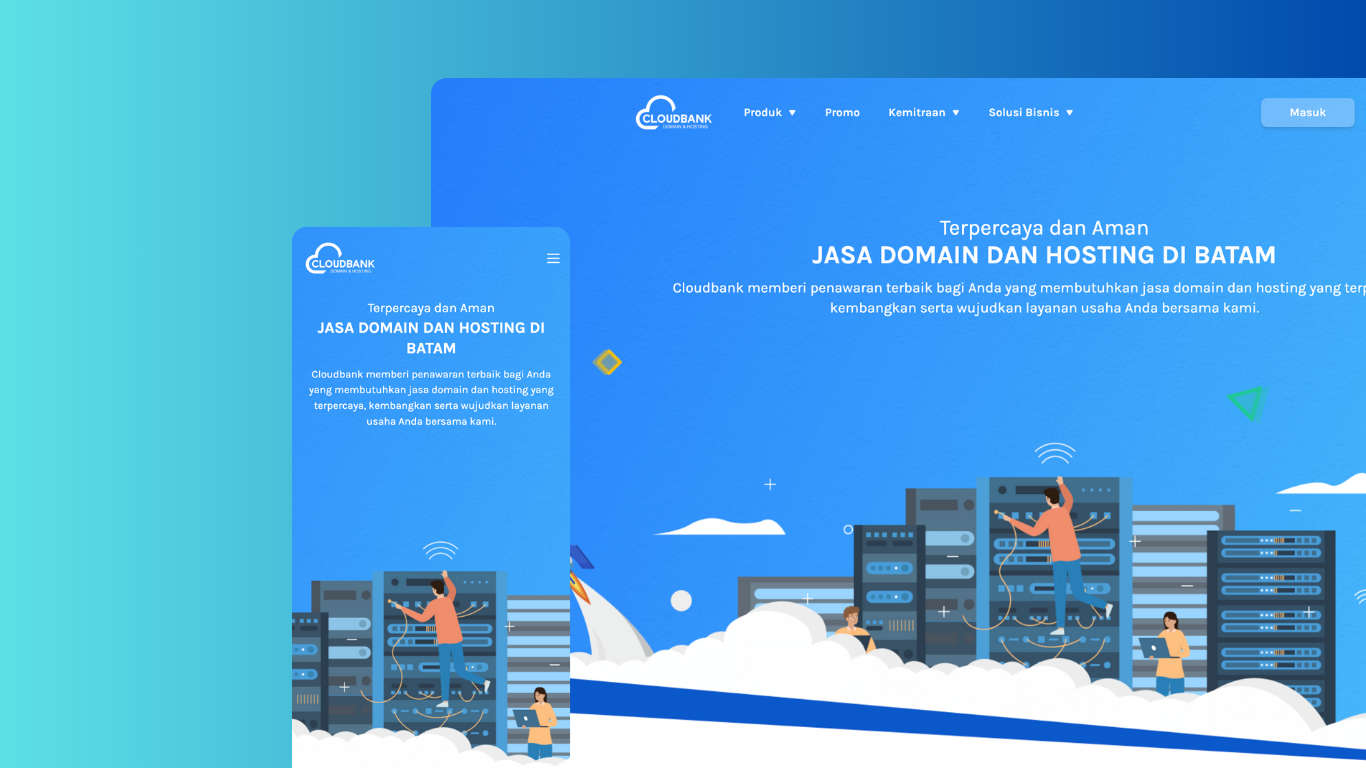 CLOUDBANK
DOMAIN & HOSTING
Produk
Promo
Kemitraan
Solusi Bisnis
Masuk
Terpercaya dan Aman
JASA DOMAIN DAN HOSTING DI BATAM
Cloudbank memberi penawaran terbaik bagi Anda yang membutuhkan jasa domain dan hosting yang terp
kembangkan serta wujudkan layanan usaha Anda bersama kami.
CLOUDBANK
DOMAIN & HOSTING
Terpercaya dan Aman
JASA DOMAIN DAN HOSTING DI
BATAM
Cloudbank memberi penawaran terbaik bagi Anda
yang membutuhkan jasa domain dan hosting yang
terpercaya, kembangkan serta wujudkan layanan
usaha Anda bersama kami.